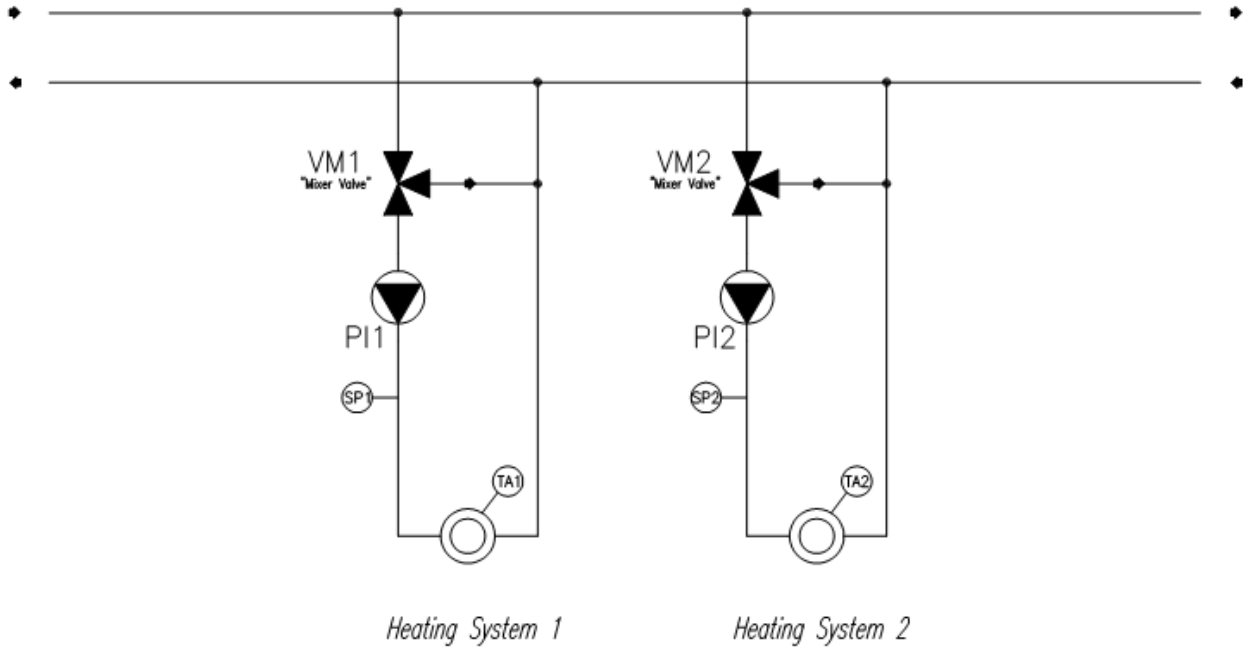 VM1
"Mixer Valve"
VM2
"Mixer Valve"
PI1
PI2
SP1
SP2
TA1
TA2
Heating System 1
Heating System 2